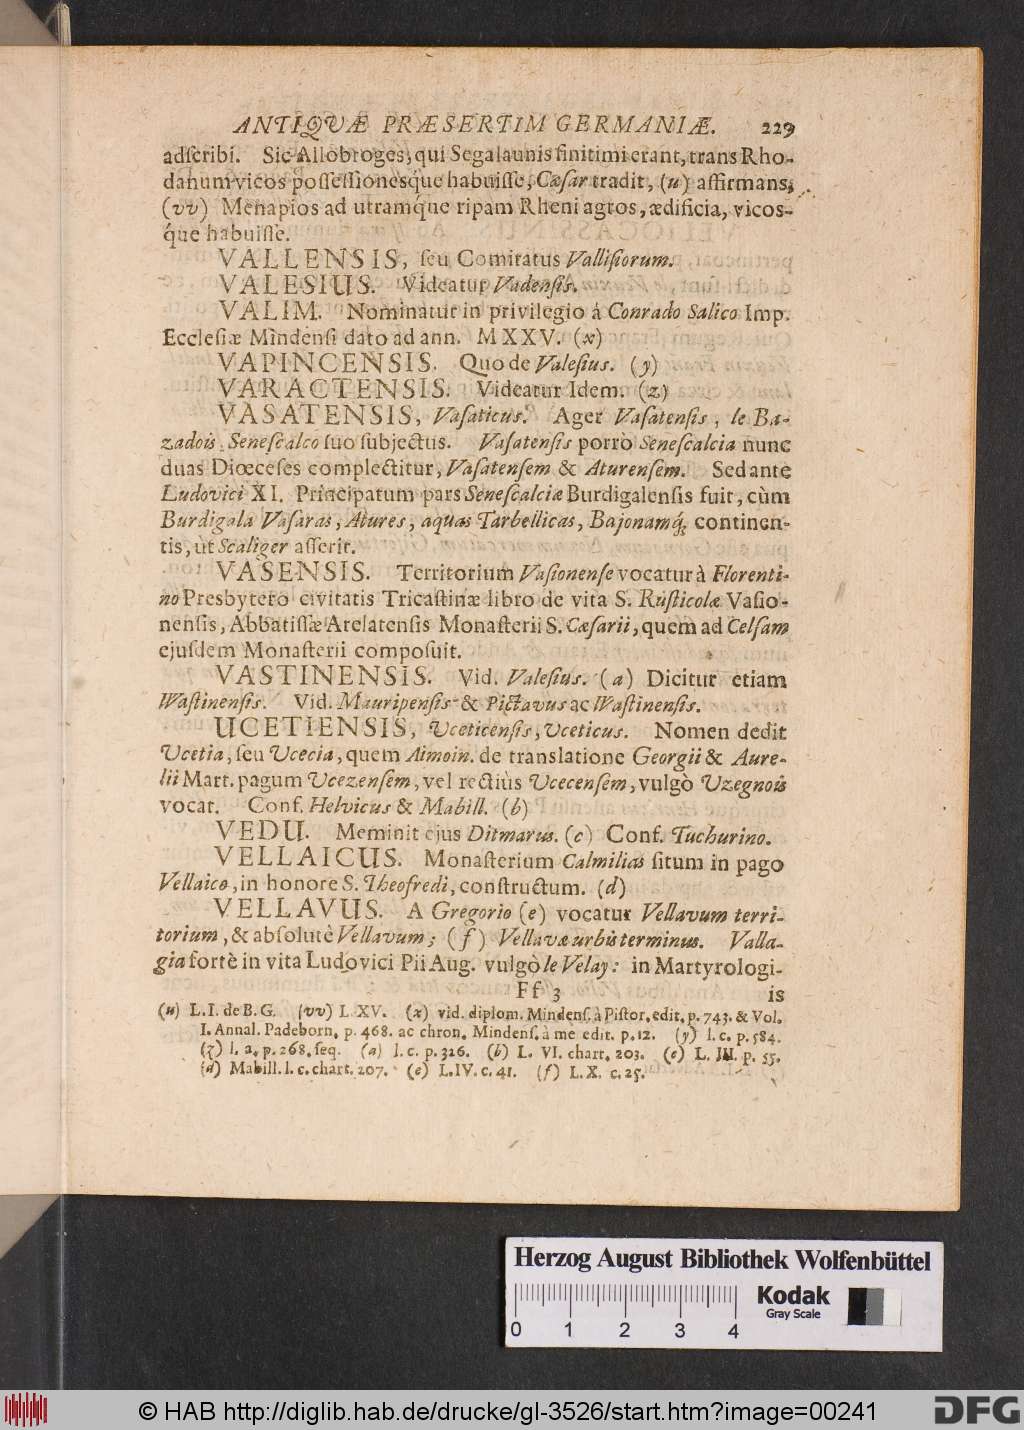 ANTIQVÆ PRÆSERTIM GERMANIÆ. 229
adſcribi. Sic Allobroges, qui Segalaunis finitimi erant, trans Rho-
danum vicos poſſeſſionesque habuiſſe, Cæſar tradit, (u) affirmans,
(vv) Menapios ad utramq́ue ripam Rheni agros, ædificia, vicos-
q́ue habuiſſe.
VALLENSIS, ſeu Comitatus Valliſiorum.
VALESIUS. Videatur Vadenſis.
VALIM. Nominatur in privilegio á Conrado Salico Imp.
Eccleſiæ Mindenſi dato ad ann. MXXV. (x)
VAPINCENSIS. Quo de Valeſius. (y)
VARACTENSIS. Videatur Idem. (z)
VASATENSIS, Vaſaticus. Ager Vaſatenſis, le Ba-
zadois, Seneſcalco ſuo ſubjectus. Vaſatenſis porrò Seneſcalcia nunc
duas Diœceſes complectitur, Vaſatenſem & Aturenſem. Sed ante
Ludovici XI. Principatum pars Seneſcalciæ Burdigalenſis fuit, cùm
Burdigala Vaſaras, Atures, aquas Tarbellicas, Bajonamq́; continen-
tis, ut Scaliger aſſerit.
VASENSIS. Territorium Vaſionenſe vocatur à Florenti-
no Presbytero civitatis Tricaſtinæ libro de vita S. Ruſticolæ Vaſio-
nenſis, Abbatiſſæ Arelatenſis Monaſterii S. Cæſarii, quem ad Celſam
ejuſdem Monaſterii compoſuit.
VASTINENSIS. Vid. Valeſius. (a) Dicitur etiam
Waſtinenſis. Vid. Mauripenſis & Pictavus ac Waſtinenſis.
UCETIENSIS, Uceticenſis, Uceticus. Nomen dedit
Ucetia, ſeu Ucecia, quem Aimoin. de translatione Georgii & Aure-
lii Mart. pagum Ucezenſem, vel rectiùs Ucecenſem, vulgò Uzegnois
vocat. Conf. Helvicus & Mabill. (b)
VEDU. Meminit ejus Ditmarus. (c) Conf. Tuchurino.
VELLAICUS. Monaſterium Calmilias ſitum in pago
Vellaico, in honore S. Theofredi, conſtructum. (d)
VELLAVUS. A Gregorio (e) vocatur Vellavum terri-
torium, & abſolutè Vellavum; (f) Vellavæ urbis terminus. Valla-
gia fortè in vita Ludovici Pii Aug. vulgò le Velay: in Martyrologi-
Ff 3 is
(u) L. I. de B. G. (vv) L. XV. (x) vid. diplom. Mindenſ. à Piſtor. edit. p. 743. & Vol.
I. Annal. Padeborn, p. 468. ac chron. Mindenſ. à me edit. p. 12. (y) l. c. p. 584.
(z) l. a. p. 268. ſeq. (a) l. c. p. 326. (b) L. VI. chart. 203. (c) L. III. p. 55.
(d) Mabill. l. c. chart. 207. (e) L. IV. c. 41. (f) L. X. c. 25.
Herzog August Bibliothek Wolfenbüttel
Kodak
Gray Scale
0 1 2 3 4
© HAB http://diglib.hab.de/drucke/gl-3526/start.htm?image=00241
DFG